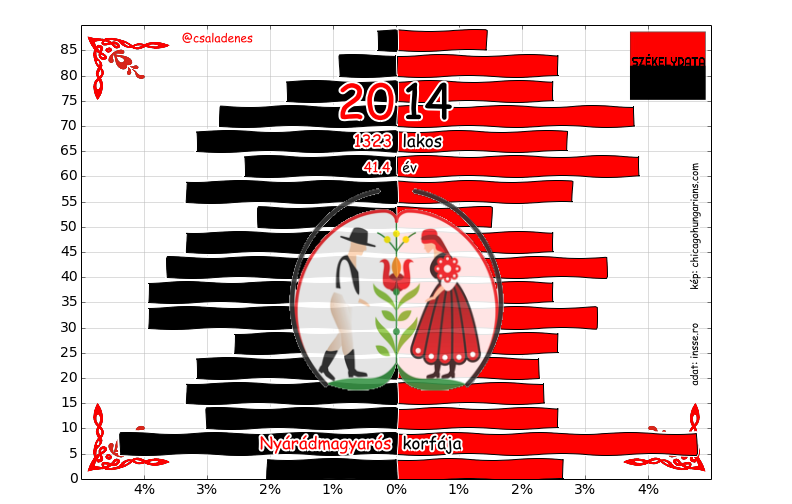 @csaladenes
SZÉKELYDATA
2014
1323 lakos
41.4 év
kép: chicagohungarians.com
adat: insse.ro
Nyárádmagyarós korfája
85
80
75
70
65
60
55
50
45
40
35
30
25
20
15
10
5
0
4% 3% 2% 1% 0% 1% 2% 3% 4%